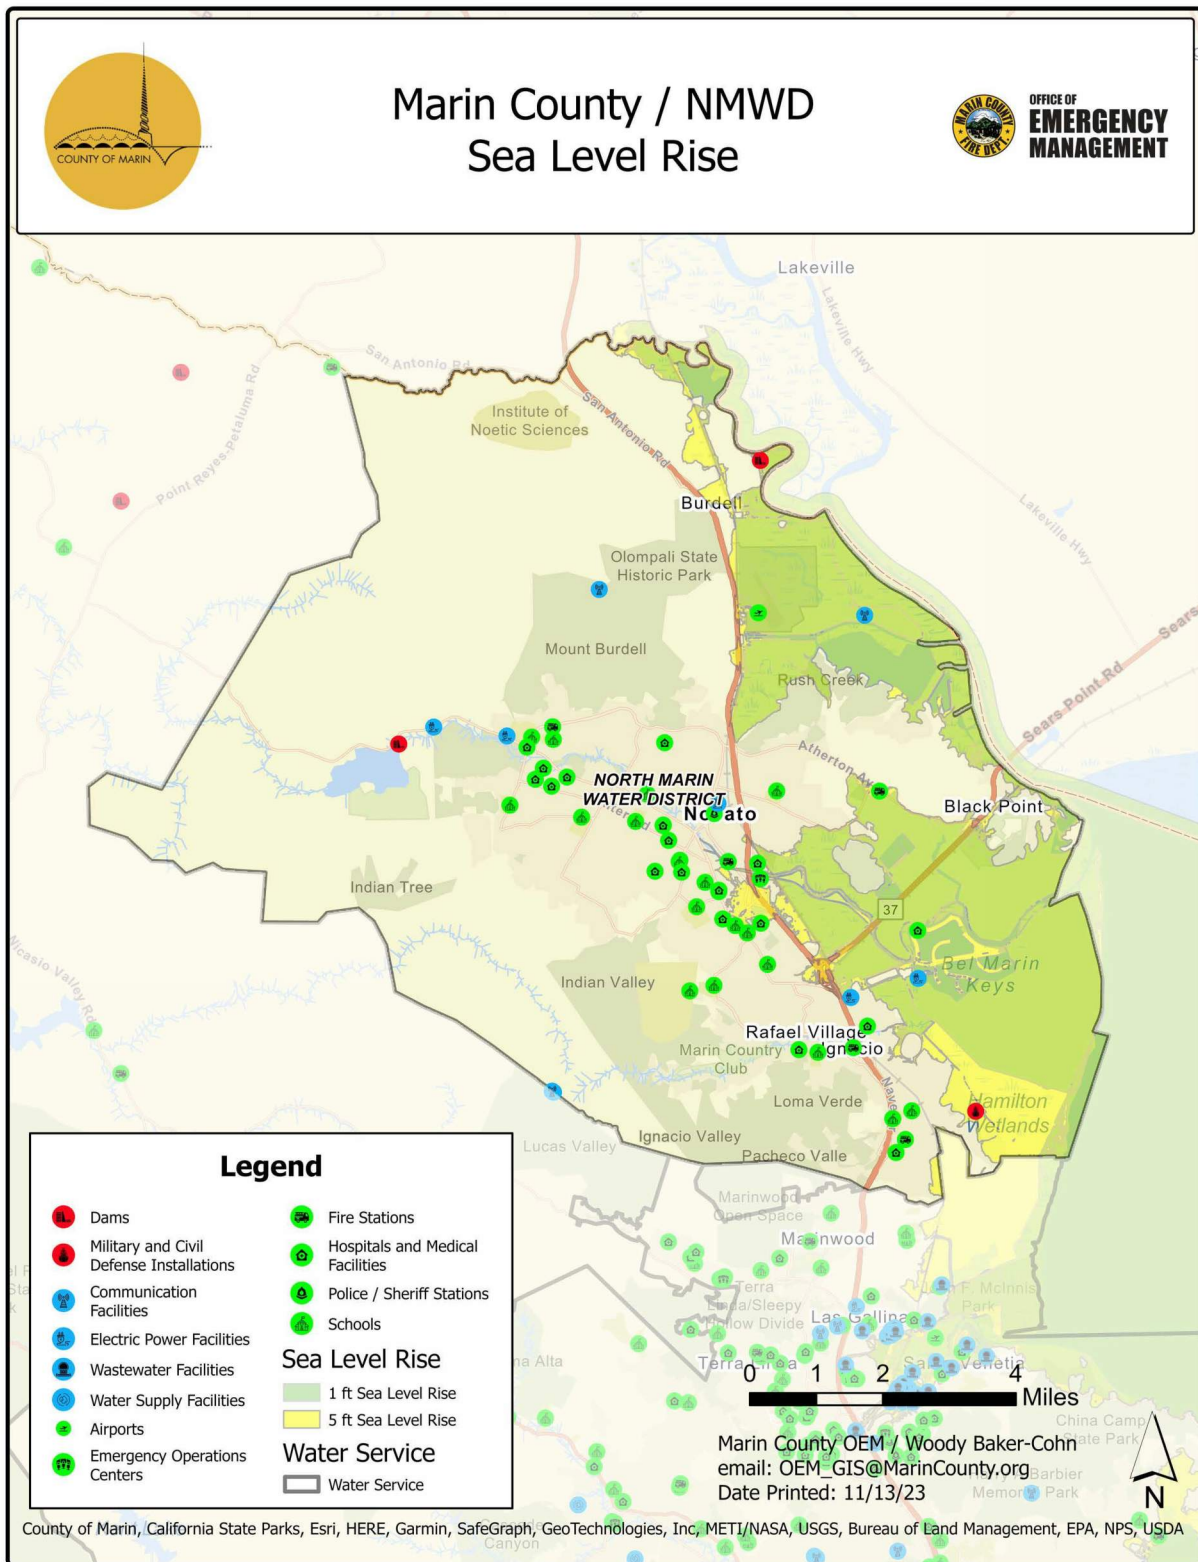 COUNTY OF MARIN
Marin County / NMWD
Sea Level Rise
MARIN COUNTY
FIRE DEPT.
OFFICE OF
EMERGENCY
MANAGEMENT
Lakeville
Lakeville Hwy
San Antonio Rd
Institute of
Noetic Sciences
San Antonio Rd
Point Reyes-Petaluma Rd
Burdell
Lakeville Hwy
Olompali State
Historic Park
Mount Burdell
Rush Creek
Sears Point Rd
Sears
Atherton Ave
NORTH MARIN
WATER DISTRICT
Novato
Black Point
Indian Tree
37
Nicasio Valley Rd
Bel Marin
Keys
Indian Valley
Rafael Village
Ignacio
Marin Country
Club
Loma Verde
Hamilton
Wetlands
Ignacio Valley
Lucas Valley
Pacheco Valle
Marinwood
Open Space
Marinwood
Terra
Linda/Sleepy
Hollow Divide
Las Gallinas
F. McInnis
Park
Terra Linda
Santa Venetia
China Camp
State Park
Barbier
Memorial Park
Canyon
Legend
Dams
Military and Civil
Defense Installations
Communication
Facilities
Electric Power Facilities
Wastewater Facilities
Water Supply Facilities
Airports
Emergency Operations
Centers
Fire Stations
Hospitals and Medical
Facilities
Police / Sheriff Stations
Schools
Sea Level Rise
1 ft Sea Level Rise
5 ft Sea Level Rise
Water Service
Water Service
0 1 2 4
Miles
Marin County OEM / Woody Baker-Cohn
email: OEM_GIS@MarinCounty.org
Date Printed: 11/13/23
N
County of Marin, California State Parks, Esri, HERE, Garmin, SafeGraph, GeoTechnologies, Inc, METI/NASA, USGS, Bureau of Land Management, EPA, NPS, USDA